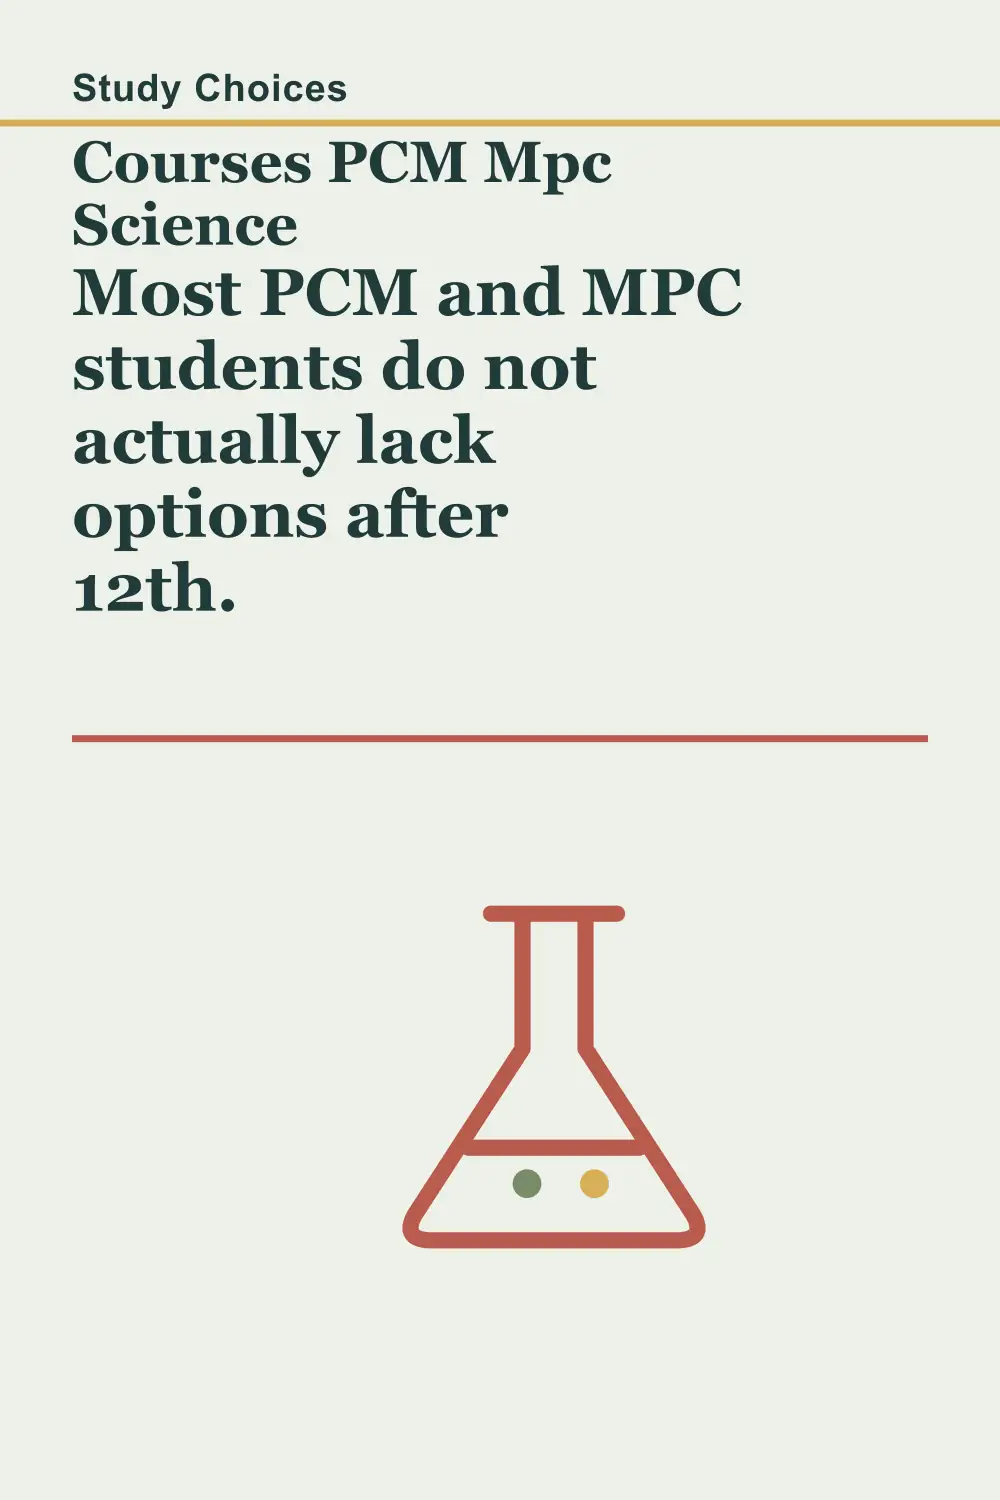 Study Choices
Courses PCM Mpc
Science
Most PCM and MPC
students do not
actually lack
options after
12th.